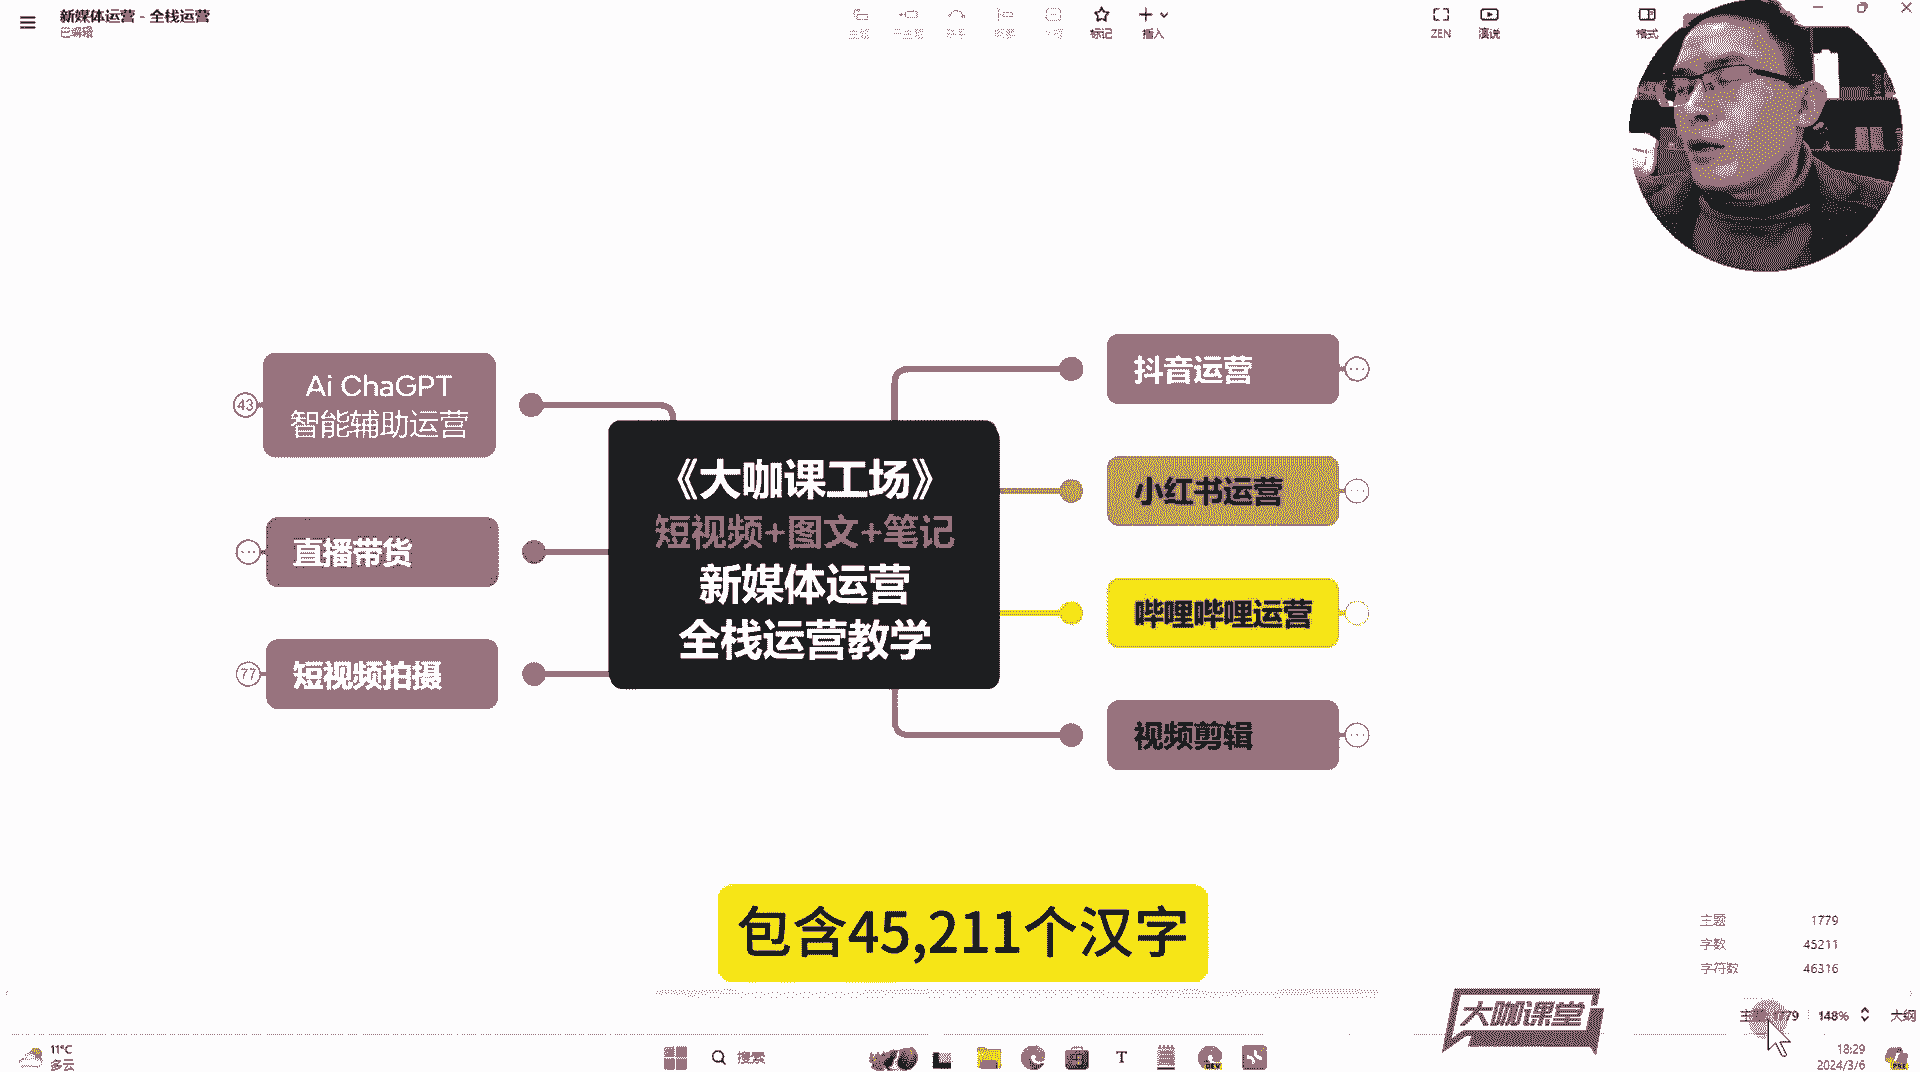 新媒体运营 - 全栈运营
已编辑
标记
插入
ZEN
演说
格式
Ai ChaGPT
智能辅助运营
43
直播带货
短视频拍摄
77
《大咖课工场》
短视频+图文+笔记
新媒体运营
全栈运营教学
抖音运营
小红书运营
哔哩哔哩运营
视频剪辑
包含45,211个汉字
主题 1779
字数 45211
字符数 46316
大咖课堂
148%
大纲
11°C
多云
搜索
T
DEV
18:29
2024/3/6